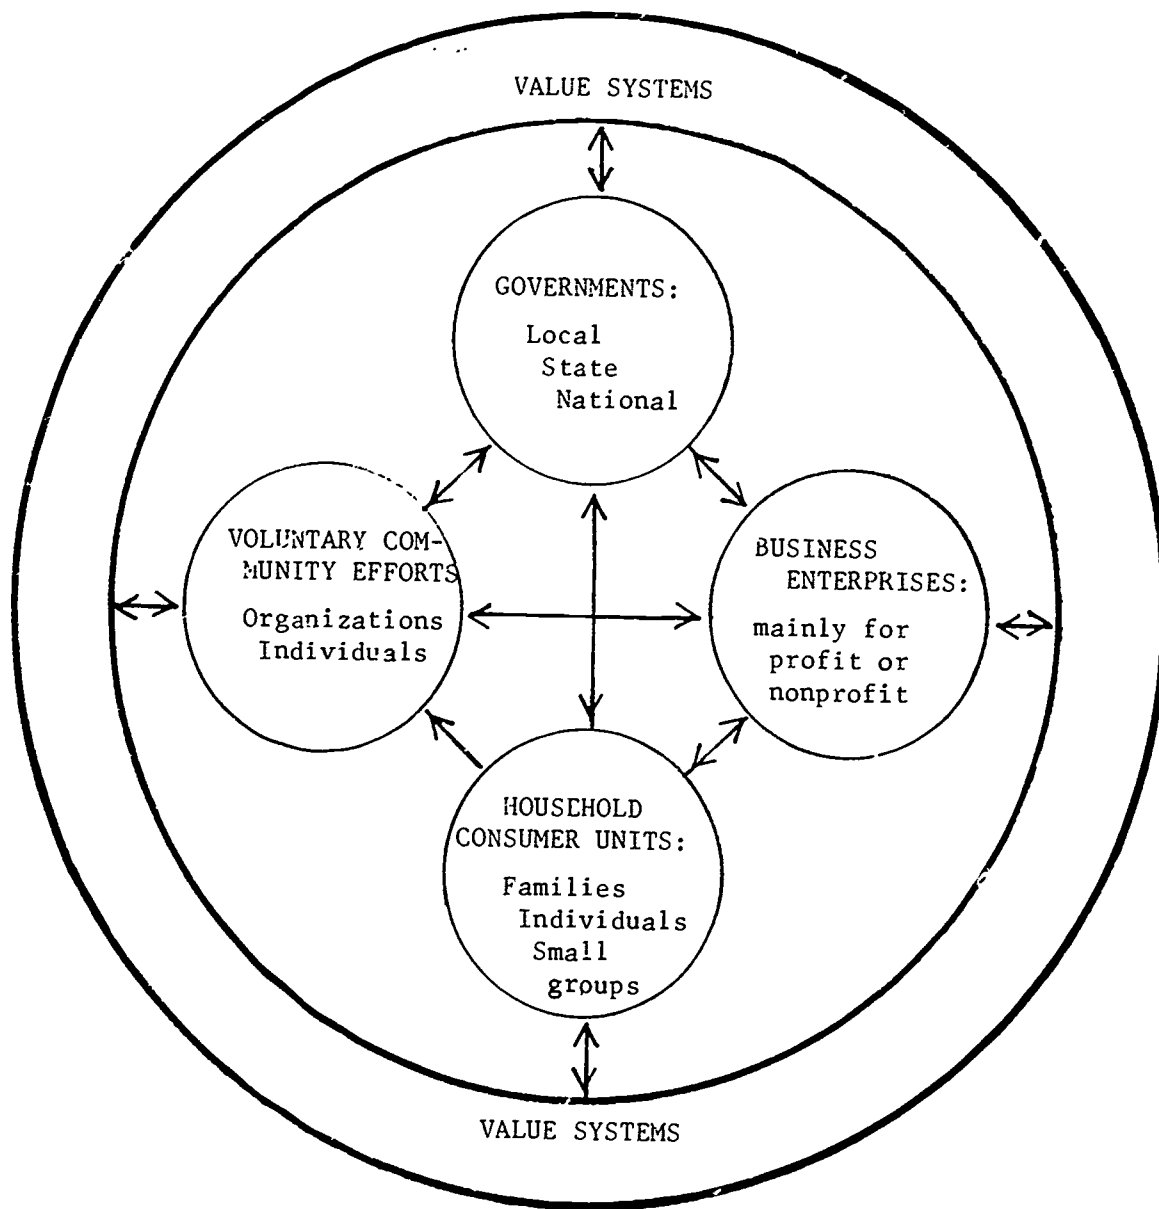 VALUE SYSTEMS
GOVERNMENTS:
Local
State
National
VOLUNTARY COM-
MUNITY EFFORTS
Organizations
Individuals
BUSINESS
ENTERPRISES:
mainly for
profit or
nonprofit
HOUSEHOLD
CONSUMER UNITS:
Families
Individuals
Small
groups
VALUE SYSTEMS